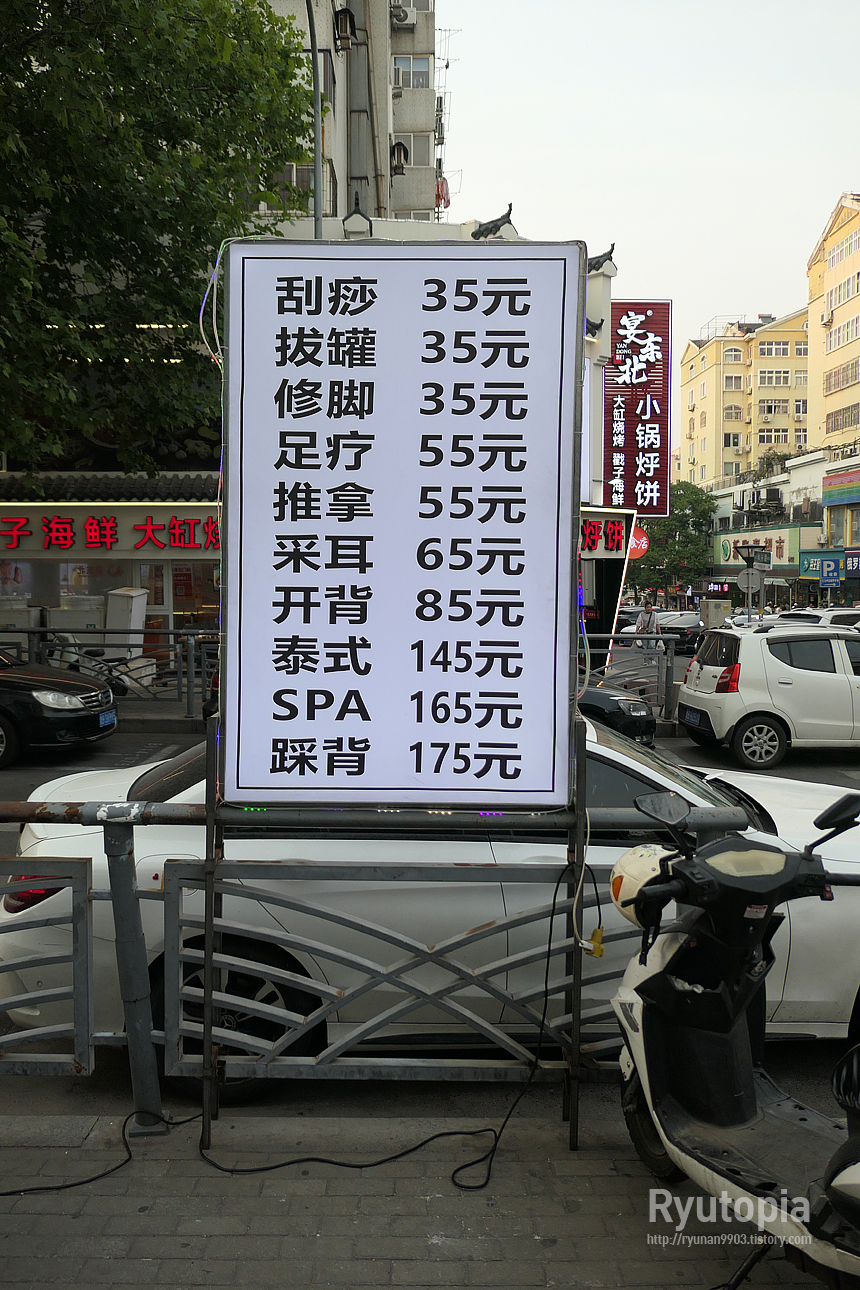 刮痧 35元
拔罐 35元
修脚 35元
足疗 55元
推拿 55元
采耳 65元
开背 85元
泰式 145元
SPA 165元
踩背 175元
宴东北
YAN DONG BEI
小锅烀饼
大缸烧烤 戳子海鲜
子海鲜 大缸
烀饼
P
Ryutopia
http://ryunan9903.tistory.com